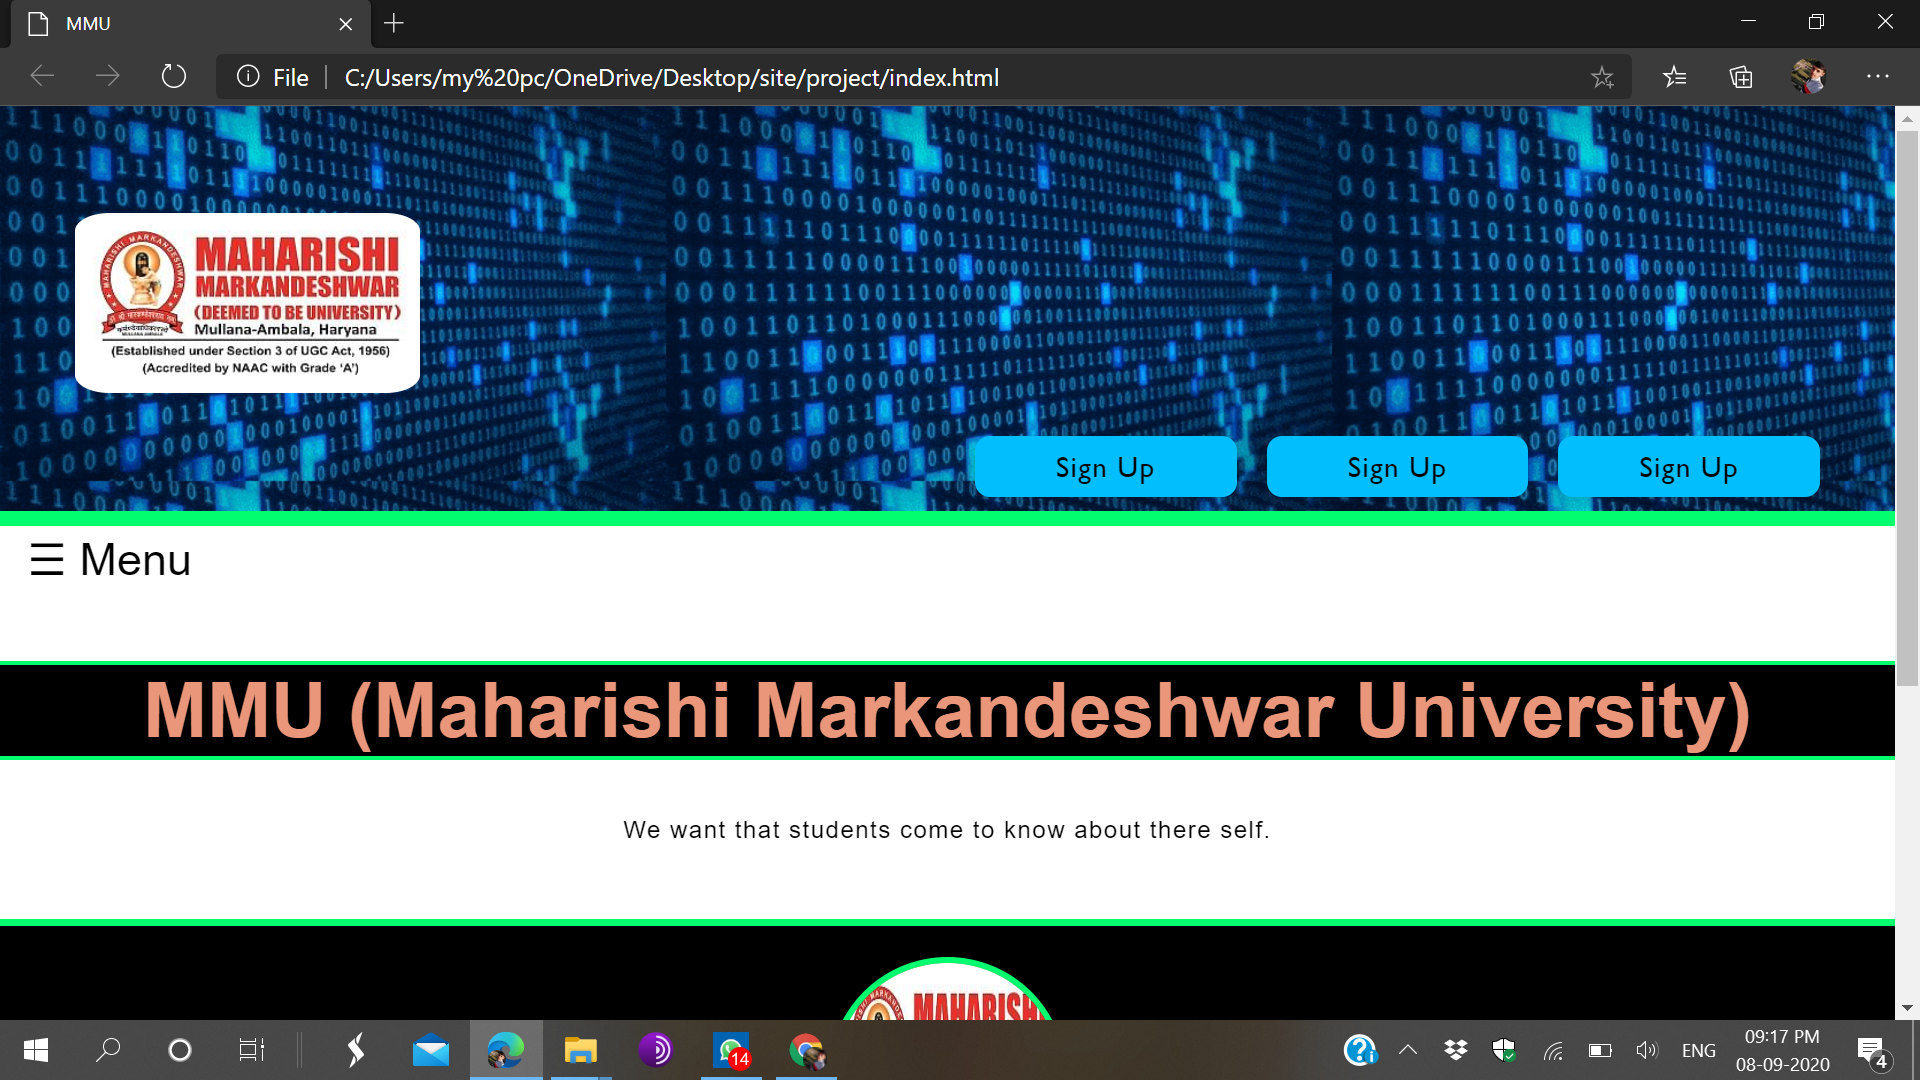 MMU
File
C:/Users/my%20pc/OneDrive/Desktop/site/project/index.html
MAHARISHI
MARKANDESHWAR
(DEEMED TO BE UNIVERSITY)
Mullana-Ambala, Haryana
(Established under Section 3 of UGC Act, 1956)
(Accredited by NAAC with Grade ‘A’)
Sign Up Sign Up Sign Up
☰ Menu
MMU (Maharishi Markandeshwar University)
We want that students come to know about there self.
14
ENG
09:17 PM
08-09-2020
4